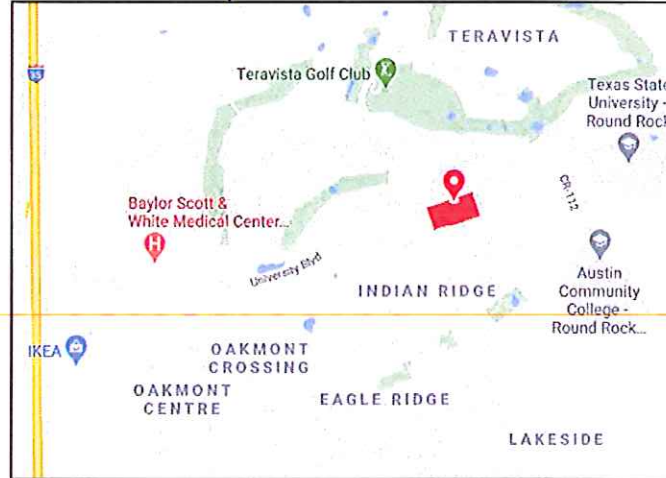 TERAVISTA
35
Teravista Golf Club
Texas State
University -
Round Rock
CR-112
Baylor Scott &
White Medical Center...
H
University Blvd
INDIAN RIDGE
Austin
Community
College -
Round Rock...
IKEA
OAKMONT
CROSSING
OAKMONT
CENTRE
EAGLE RIDGE
LAKESIDE